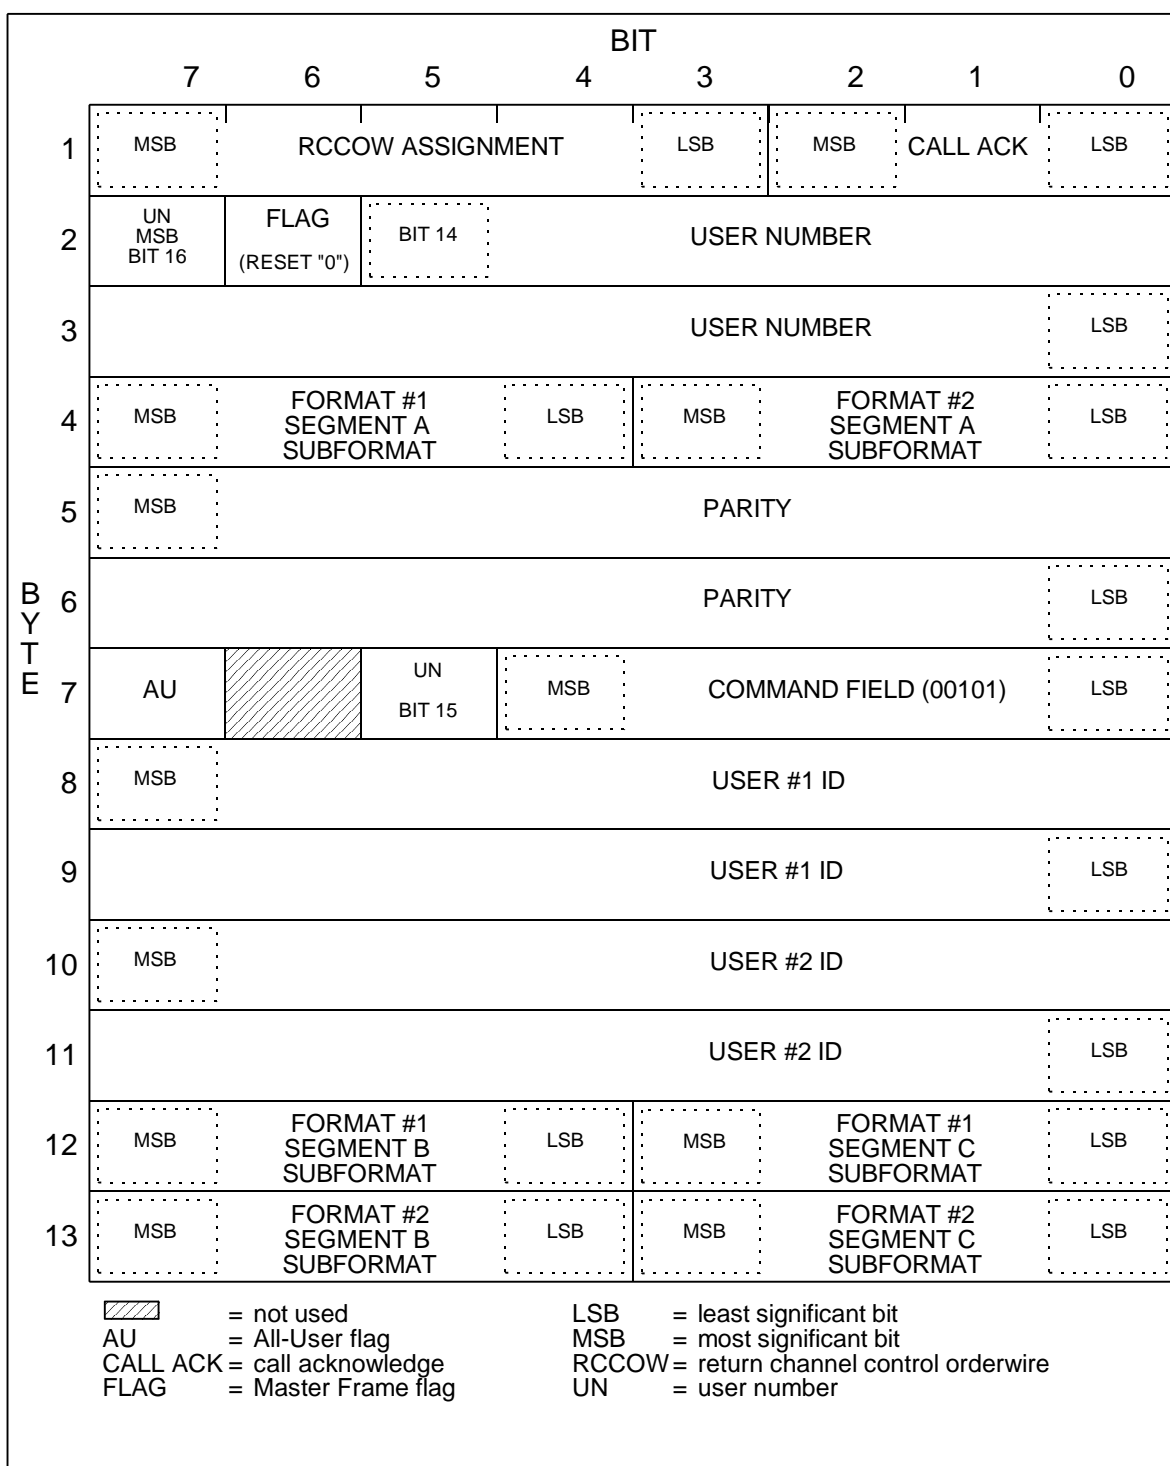 BIT
7 6 5 4 3 2 1 0
BYTE
1 MSB RCCOW ASSIGNMENT LSB MSB CALL ACK LSB
2 UN MSB BIT 16 FLAG (RESET "0") BIT 14 USER NUMBER
3 USER NUMBER LSB
4 MSB FORMAT #1 SEGMENT A SUBFORMAT LSB MSB FORMAT #2 SEGMENT A SUBFORMAT LSB
5 MSB PARITY
6 PARITY LSB
7 AU UN BIT 15 MSB COMMAND FIELD (00101) LSB
8 MSB USER #1 ID
9 USER #1 ID LSB
10 MSB USER #2 ID
11 USER #2 ID LSB
12 MSB FORMAT #1 SEGMENT B SUBFORMAT LSB MSB FORMAT #1 SEGMENT C SUBFORMAT LSB
13 MSB FORMAT #2 SEGMENT B SUBFORMAT LSB MSB FORMAT #2 SEGMENT C SUBFORMAT LSB
= not used
AU = All-User flag
CALL ACK = call acknowledge
FLAG = Master Frame flag
LSB = least significant bit
MSB = most significant bit
RCCOW = return channel control orderwire
UN = user number